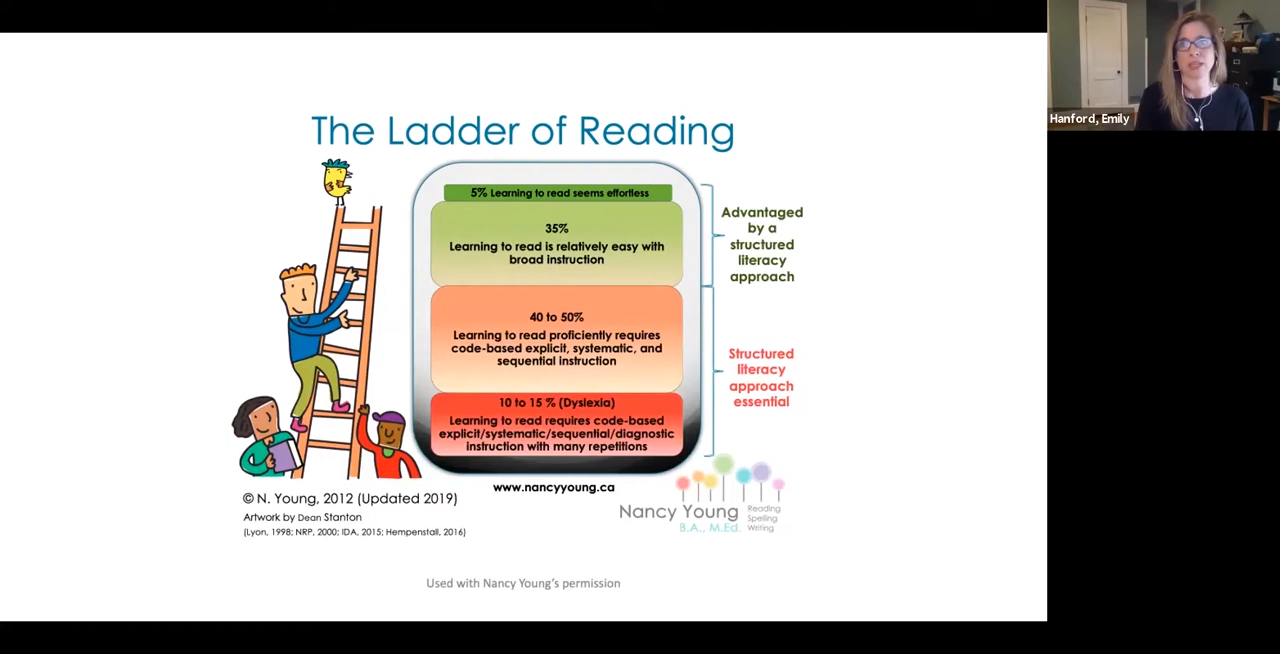 The Ladder of Reading
5% Learning to read seems effortless
35%
Learning to read is relatively easy with
broad instruction
40 to 50%
Learning to read proficiently requires
code-based explicit, systematic, and
sequential instruction
10 to 15 % (Dyslexia)
Learning to read requires code-based
explicit/systematic/sequential/diagnostic
instruction with many repetitions
Advantaged
by a
structured
literacy
approach
Structured
literacy
approach
essential
www.nancyyoung.ca
© N. Young, 2012 (Updated 2019)
Artwork by Dean Stanton
(Lyon, 1998; NRP, 2000; IDA, 2015; Hempenstall, 2016)
Nancy Young
B.A., M.Ed.
Reading
Spelling
Writing
Used with Nancy Young's permission
Hanford, Emily